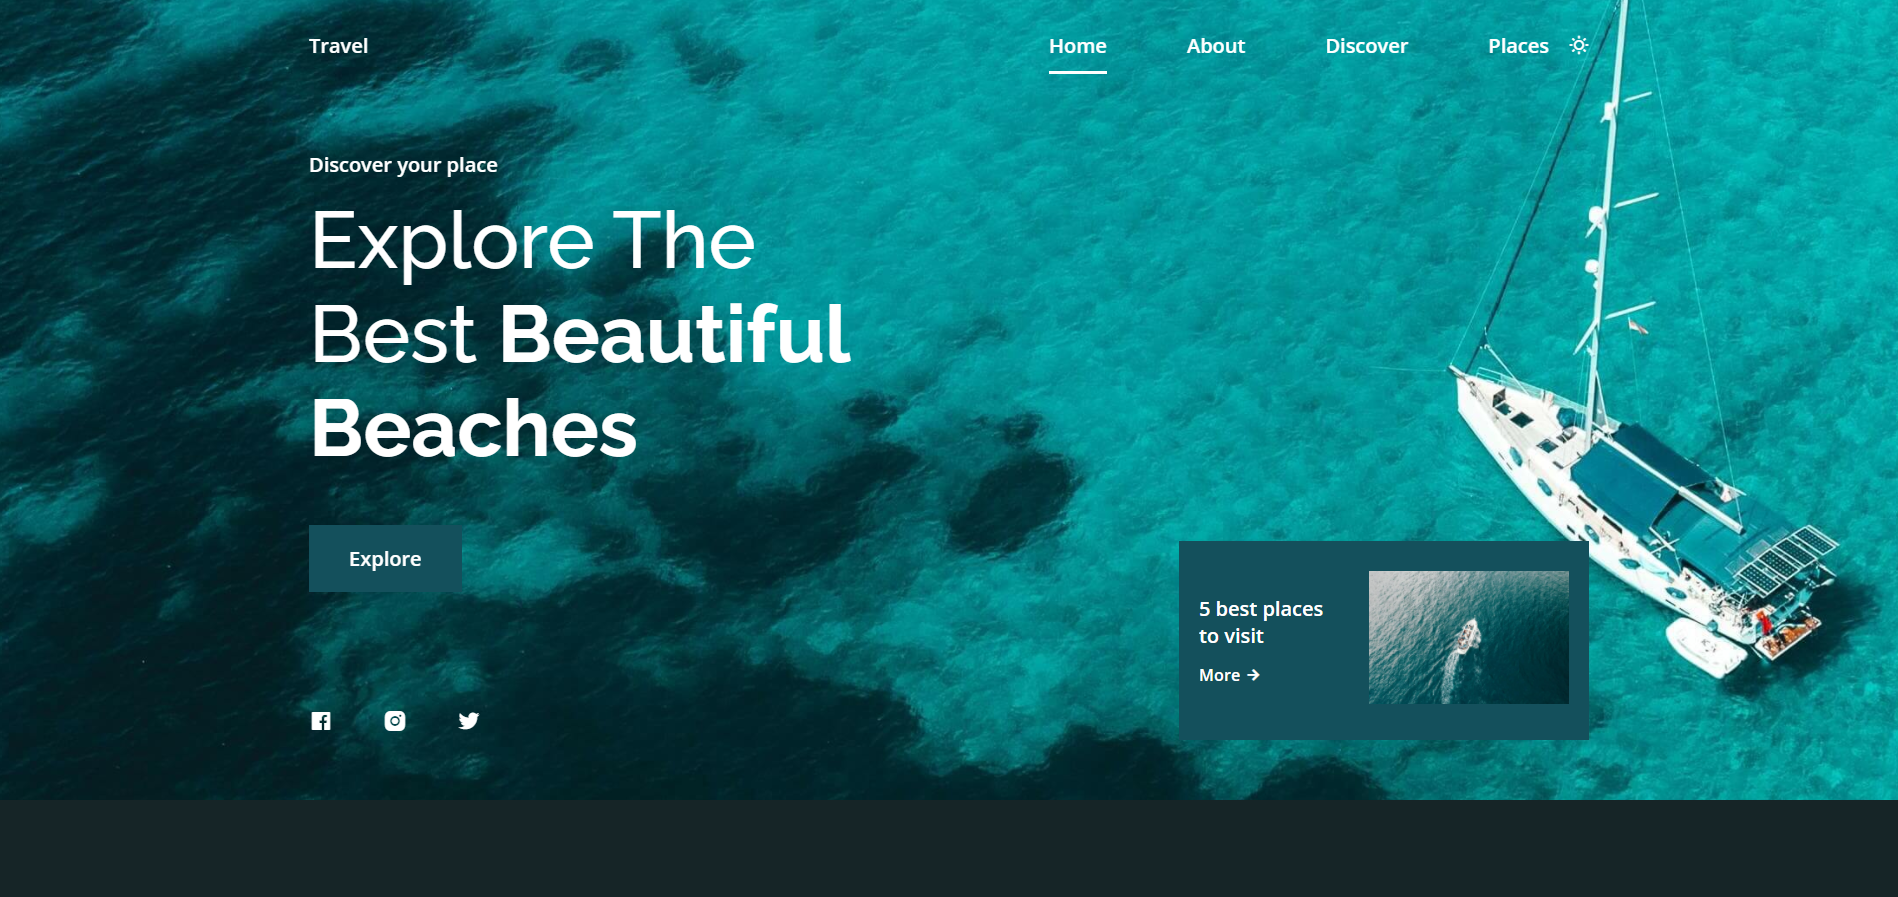 Travel
Home About Discover Places
Discover your place
Explore The
Best Beautiful
Beaches
Explore
5 best places
to visit
More